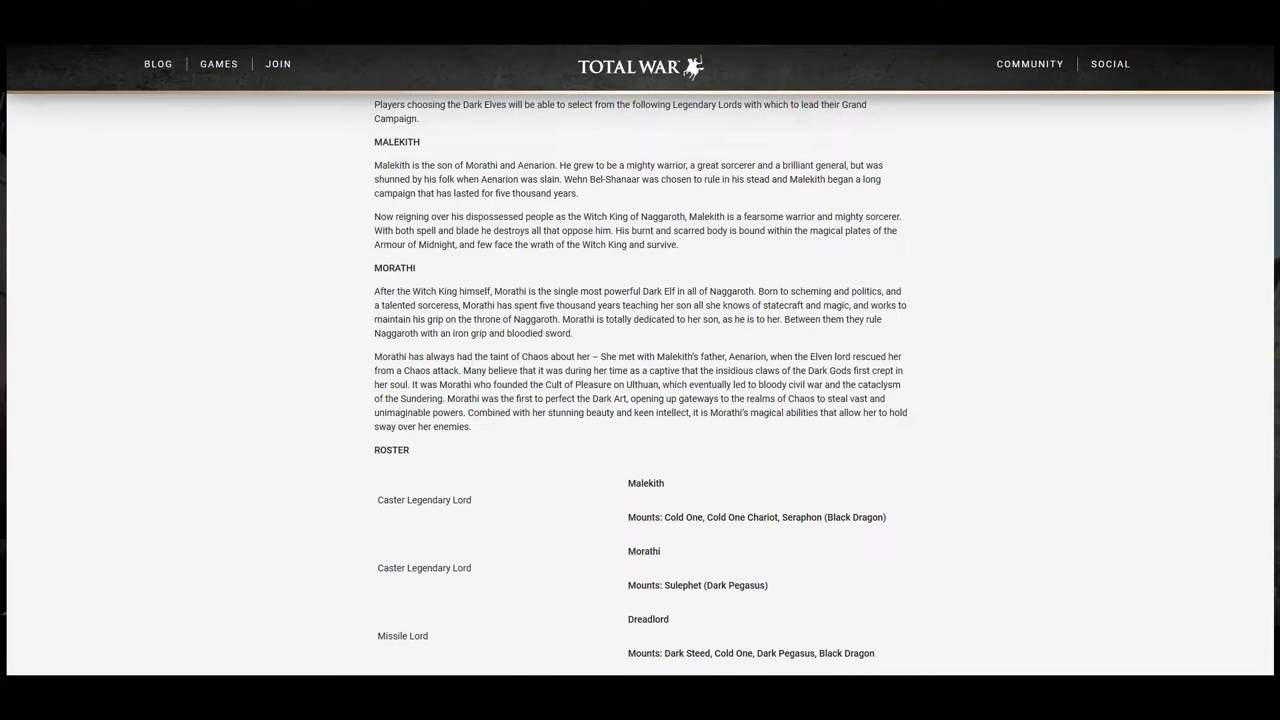 BLOG GAMES JOIN TOTAL WAR COMMUNITY SOCIAL
Players choosing the Dark Elves will be able to select from the following Legendary Lords with which to lead their Grand
Campaign.
MALEKITH
Malekith is the son of Morathi and Aenarion. He grew to be a mighty warrior, a great sorcerer and a brilliant general, but was
shunned by his folk when Aenarion was slain. Wehn Bel-Shanaar was chosen to rule in his stead and Malekith began a long
campaign that has lasted for five thousand years.
Now reigning over his dispossessed people as the Witch King of Naggaroth, Malekith is a fearsome warrior and mighty sorcerer.
With both spell and blade he destroys all that oppose him. His burnt and scarred body is bound within the magical plates of the
Armour of Midnight, and few face the wrath of the Witch King and survive.
MORATHI
After the Witch King himself, Morathi is the single most powerful Dark Elf in all of Naggaroth. Born to scheming and politics, and
a talented sorceress, Morathi has spent five thousand years teaching her son all she knows of statecraft and magic, and works to
maintain his grip on the throne of Naggaroth. Morathi is totally dedicated to her son, as he is to her. Between them they rule
Naggaroth with an iron grip and bloodied sword.
Morathi has always had the taint of Chaos about her – She met with Malekith's father, Aenarion, when the Elven lord rescued her
from a Chaos attack. Many believe that it was during her time as a captive that the insidious claws of the Dark Gods first crept in
her soul. It was Morathi who founded the Cult of Pleasure on Ulthuan, which eventually led to bloody civil war and the cataclysm
of the Sundering. Morathi was the first to perfect the Dark Art, opening up gateways to the realms of Chaos to steal vast and
unimaginable powers. Combined with her stunning beauty and keen intellect, it is Morathi's magical abilities that allow her to hold
sway over her enemies.
ROSTER
Malekith
Caster Legendary Lord
Mounts: Cold One, Cold One Chariot, Seraphon (Black Dragon)
Morathi
Caster Legendary Lord
Mounts: Sulephet (Dark Pegasus)
Dreadlord
Missile Lord
Mounts: Dark Steed, Cold One, Dark Pegasus, Black Dragon